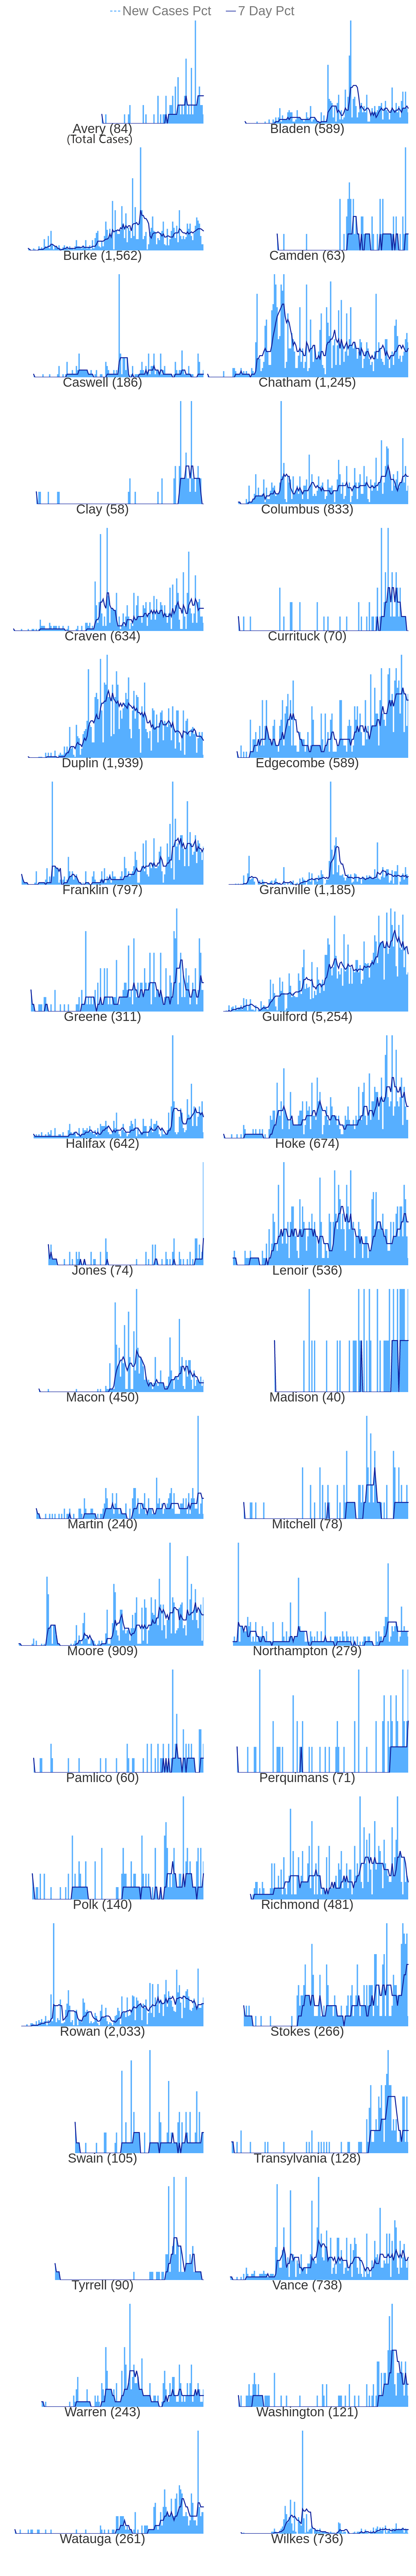 New Cases Pct 7 Day Pct
Avery (84) Bladen (589)
(Total Cases)
Burke (1,562) Camden (63)
Caswell (186) Chatham (1,245)
Clay (58) Columbus (833)
Craven (634) Currituck (70)
Duplin (1,939) Edgecombe (589)
Franklin (797) Granville (1,185)
Greene (311) Guilford (5,254)
Halifax (642) Hoke (674)
Jones (74) Lenoir (536)
Macon (450) Madison (40)
Martin (240) Mitchell (78)
Moore (909) Northampton (279)
Pamlico (60) Perquimans (71)
Polk (140) Richmond (481)
Rowan (2,033) Stokes (266)
Swain (105) Transylvania (128)
Tyrrell (90) Vance (738)
Warren (243) Washington (121)
Watauga (261) Wilkes (736)